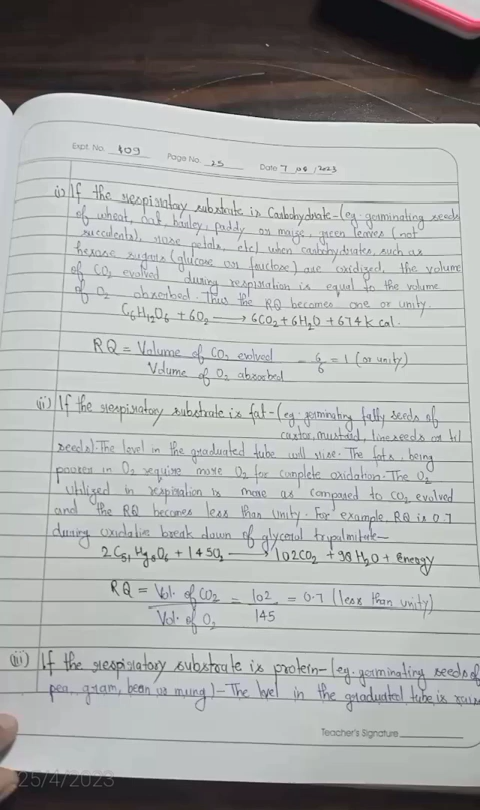 Expt. No. 409
Page No. 25
Date 7 , 08 , 2023
i) If the respiratory substrate is Carbohydrate-(eg. germinating seeds
of wheat, oat, barley, paddy or maize, green leaves (not
succulents), rose petals, etc) when carbohydrates, such as
hexose sugars (glucose or fructose) are oxidized, the volume
of CO2 evolved during respiration is equal to the volume
of O2 absorbed. Thus the RQ becomes one or unity.
C6H12O6 + 6O2 → 6CO2 + 6H2O + 674 k cal.
RQ = Volume of CO2 evolved = 6 = 1 (or unity)
Volume of O2 absorbed 6
ii) If the respiratory substrate is fat-(eg. germinating fatty seeds of
castor, mustard, lineseeds or til
seeds). The level in the graduated tube will rise. The fats, being
poorer in O2 require more O2 for complete oxidation. The O2
utilized in respiration is more as compared to CO2 evolved
and the RQ becomes less than unity. For example RQ is 0.7
during oxidative break down of glycerol tripalmitate-
2C51H98O6 + 145O2 → 102CO2 + 98H2O + energy
RQ = Vol. of CO2 = 102 = 0.7 (less than unity)
Vol. of O2 145
(iii) If the respiratory substrate is protein-(eg. germinating seeds of
pea, gram, bean or mung)-The level in the graduated tube is
Teacher's Signature
25/4/2023